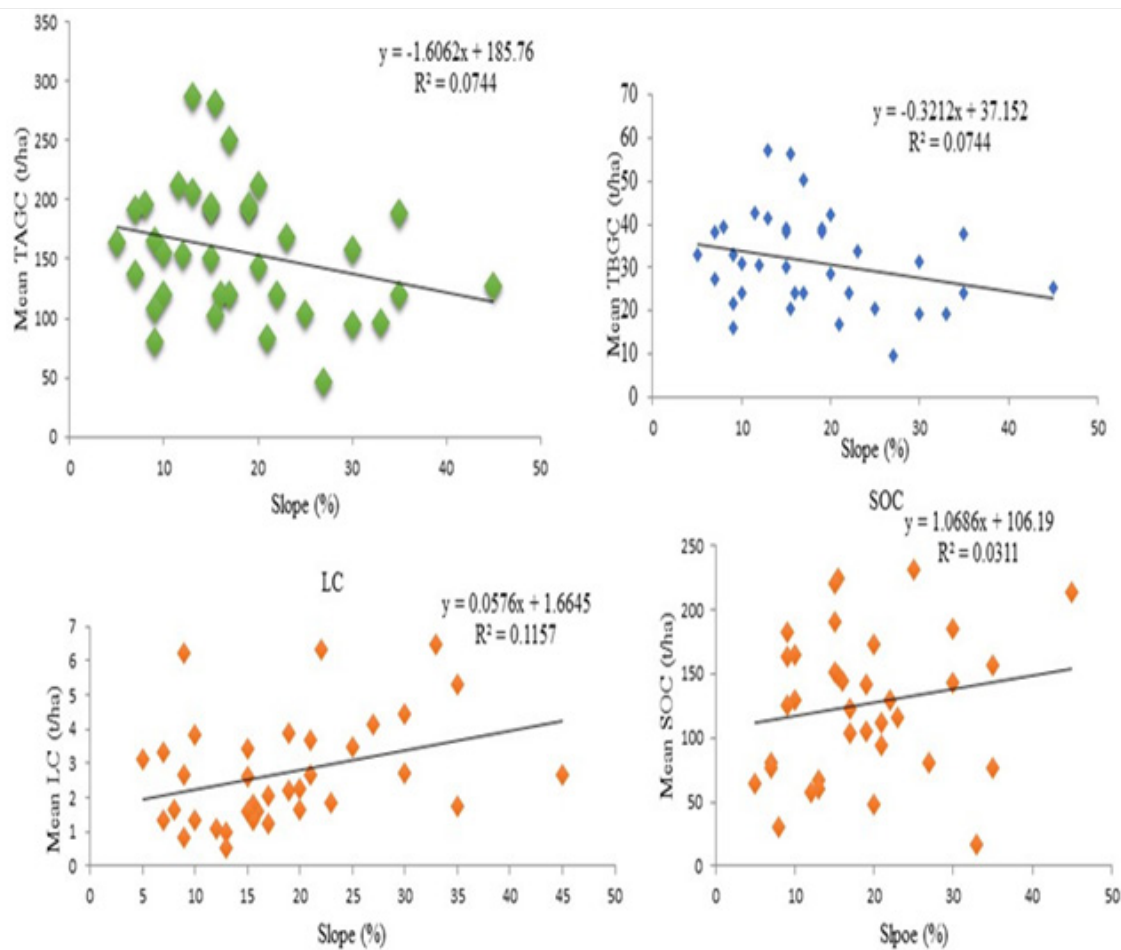 y = -1.6062x + 185.76
R² = 0.0744
Mean TAGC (t/ha)
350
300
250
200
150
100
50
0
0 10 20 30 40 50
Slope (%)
y = -0.3212x + 37.152
R² = 0.0744
Mean TBGC (t/ha)
70
60
50
40
30
20
10
0
0 10 20 30 40 50
Slope (%)
LC
y = 0.0576x + 1.6645
R² = 0.1157
Mean LC (t/ha)
7
6
5
4
3
2
1
0
0 5 10 15 20 25 30 35 40 45 50
Slope (%)
SOC
y = 1.0686x + 106.19
R² = 0.0311
Mean SOC (t/ha)
250
200
150
100
50
0
0 10 20 30 40 50
Slpoe (%)